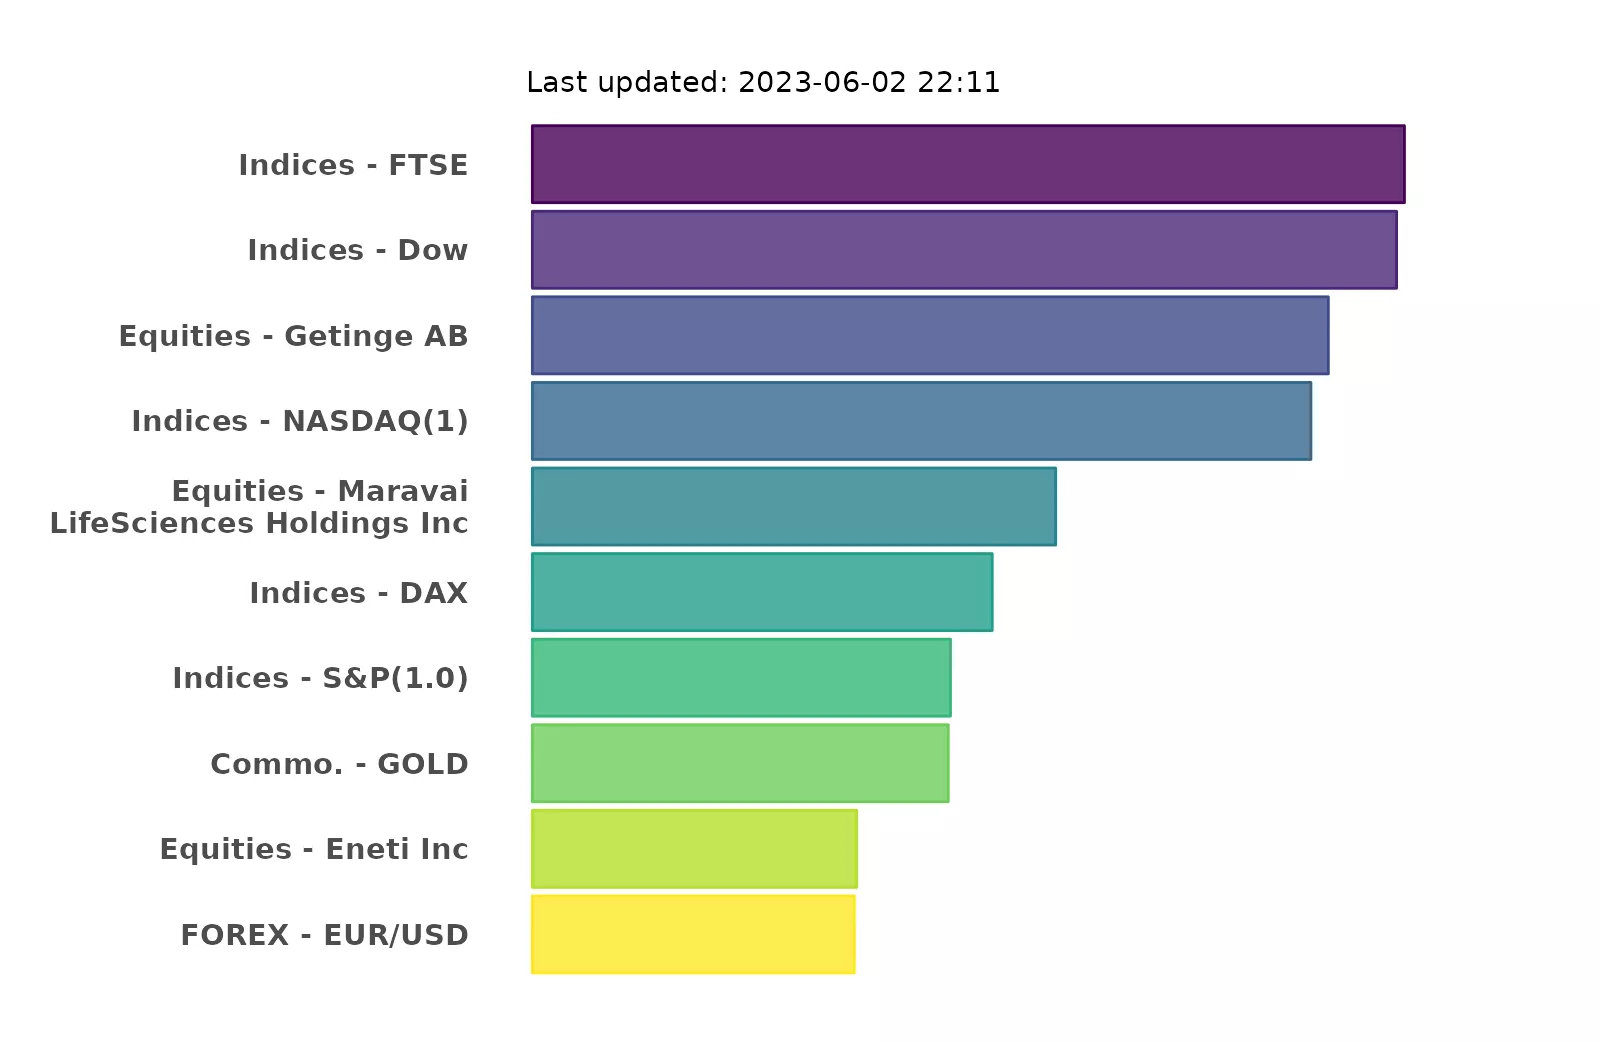 Last updated: 2023-06-02 22:11
Indices - FTSE
Indices - Dow
Equities - Getinge AB
Indices - NASDAQ(1)
Equities - Maravai
LifeSciences Holdings Inc
Indices - DAX
Indices - S&P(1.0)
Commo. - GOLD
Equities - Eneti Inc
FOREX - EUR/USD